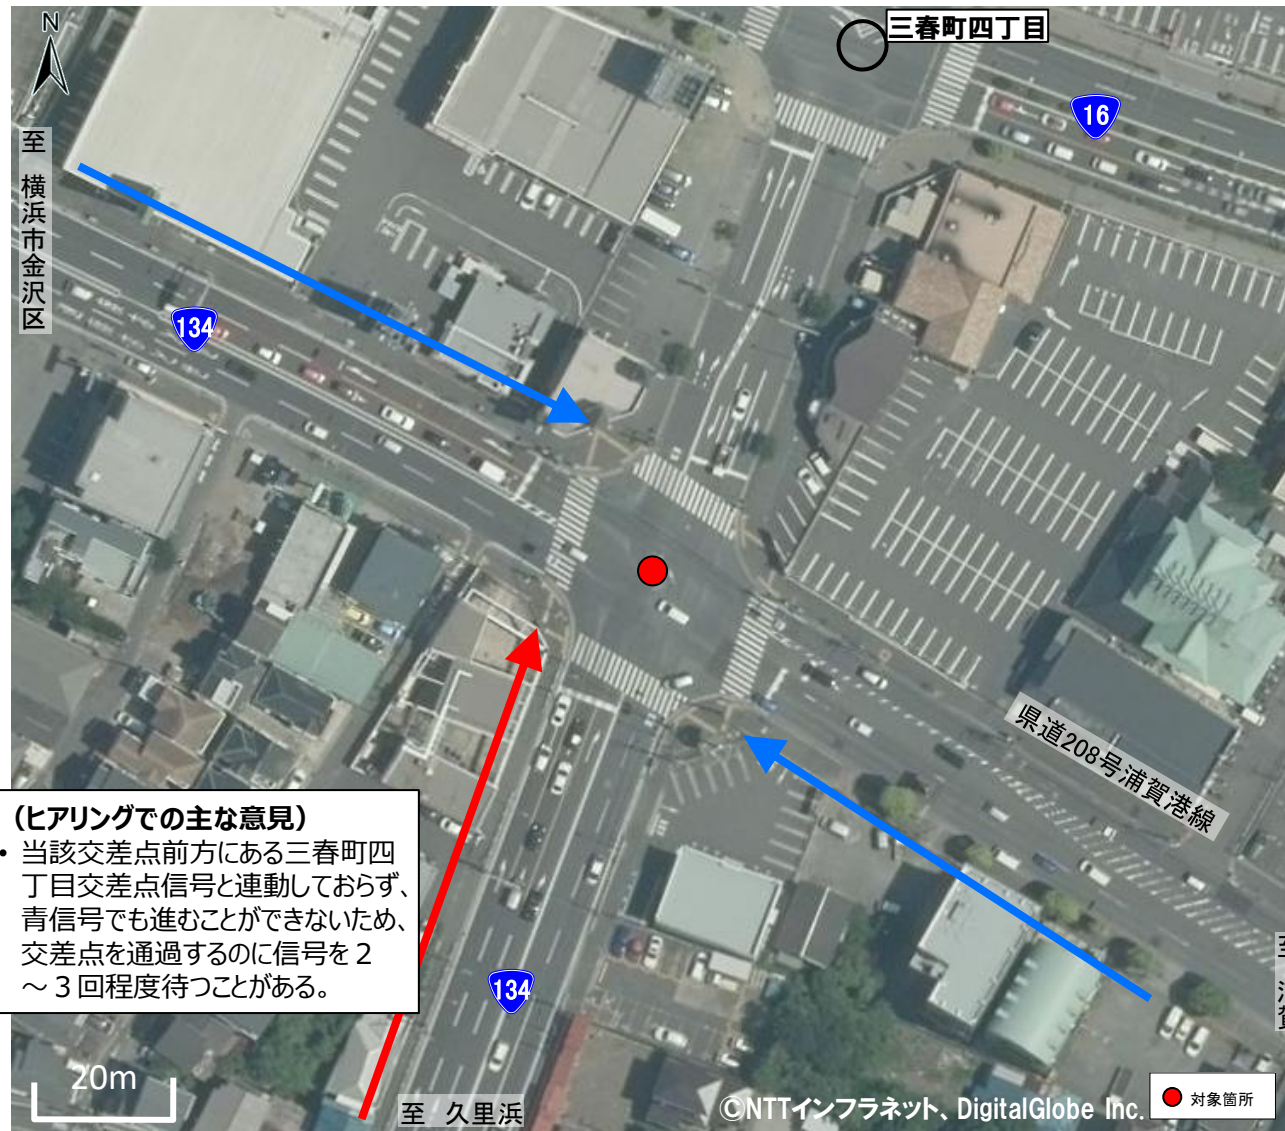 N
三春町四丁目
16
至 横浜市金沢区
134
県道208号浦賀港線
(ヒアリングでの主な意見)
• 当該交差点前方にある三春町四
丁目交差点信号と連動しておらず、
青信号でも進むことができないため、
交差点を通過するのに信号を２
～３回程度待つことがある。
134
至 浦賀
20m
至 久里浜
©NTTインフラネット、DigitalGlobe Inc.
対象箇所